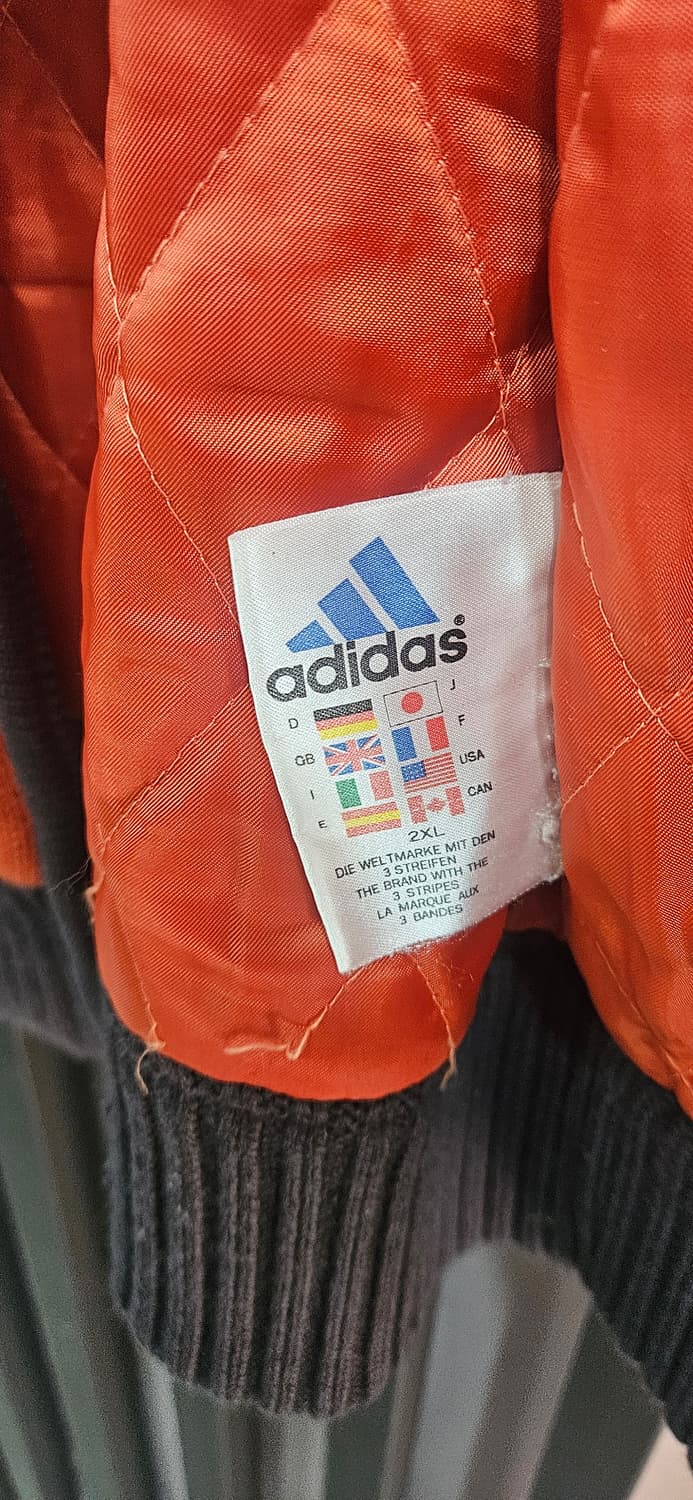 adidas®
D J
GB F
I USA
E CAN
2XL
DIE WELTMARKE MIT DEN
3 STREIFEN
THE BRAND WITH THE
3 STRIPES
LA MARQUE AUX
3 BANDES